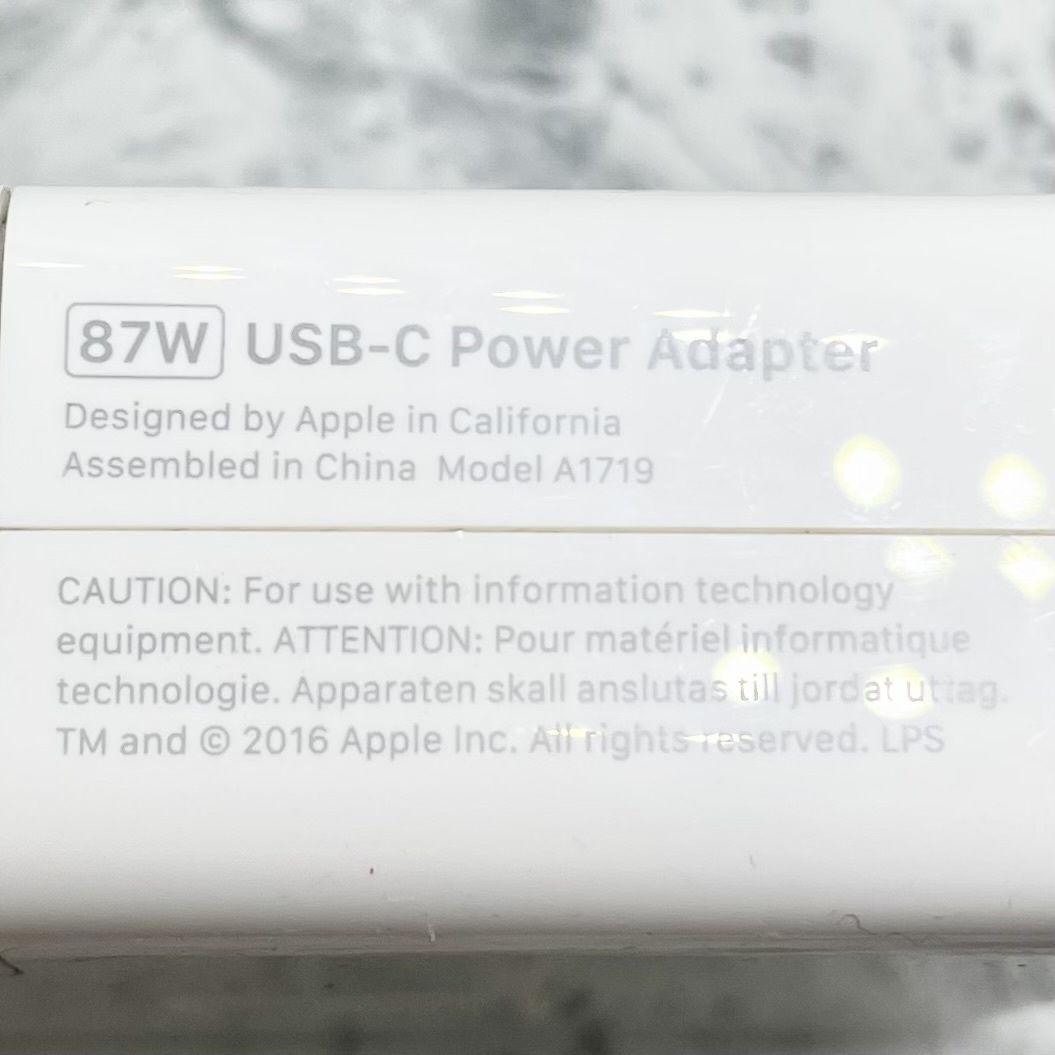 87W USB-C Power Adapter
Designed by Apple in California
Assembled in China Model A1719
CAUTION: For use with information technology
equipment. ATTENTION: Pour matériel informatique
technologie. Apparaten skall anslutas till jordat uttag.
TM and © 2016 Apple Inc. All rights reserved. LPS